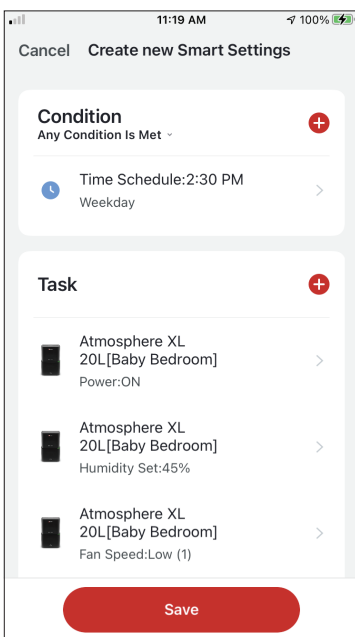 11:19 AM
100%
Cancel Create new Smart Settings
Condition
Any Condition Is Met
Time Schedule:2:30 PM
Weekday
Task
Atmosphere XL
20L[Baby Bedroom]
Power:ON
Atmosphere XL
20L[Baby Bedroom]
Humidity Set:45%
Atmosphere XL
20L[Baby Bedroom]
Fan Speed:Low (1)
Save